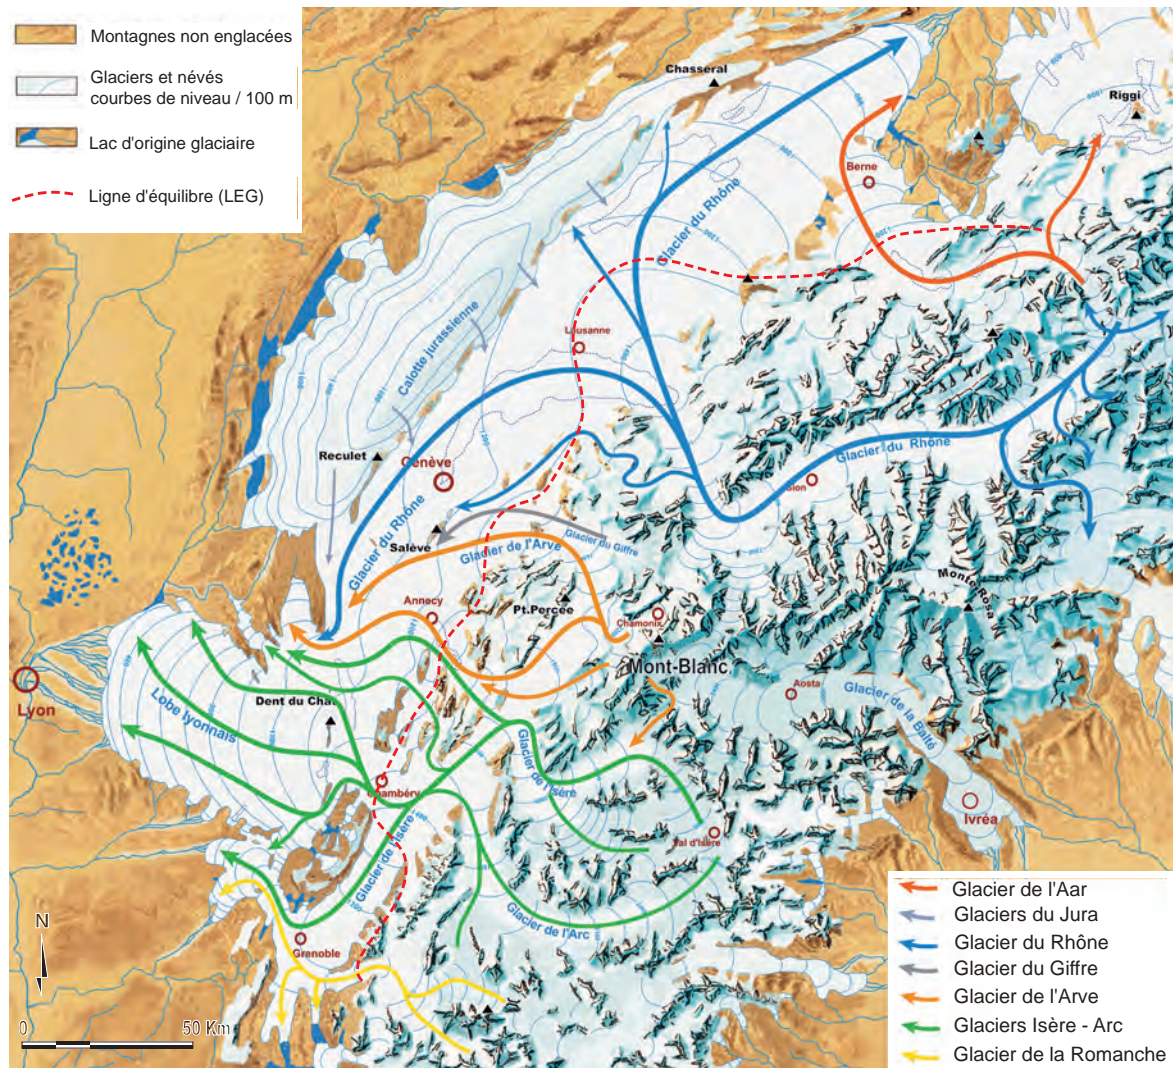 Montagnes non englacées
Glaciers et névés
courbes de niveau / 100 m
Lac d'origine glaciaire
Ligne d'équilibre (LEG)
Chasseral
Riggi
Berne
Glacier du Rhône
Lausanne
Calotte jurassienne
Reculet
Genève
Glacier du Rhône
Sion
Glacier du Rhône
Salève
Glacier du Giffre
Glacier de l'Arve
Annecy
Pt.Percée
Chamonix
Monte Rosa
Mont-Blanc
Aosta
Glacier de la Balté
Lyon
Lobe lyonnais
Dent du Chat
Chambéry
Glacier de l'Isère
Ivréa
Val d'Isère
Glacier de l'Isère
Glacier de l'Arc
Grenoble
N
0 50 Km
Glacier de l'Aar
Glaciers du Jura
Glacier du Rhône
Glacier du Giffre
Glacier de l'Arve
Glaciers Isère - Arc
Glacier de la Romanche